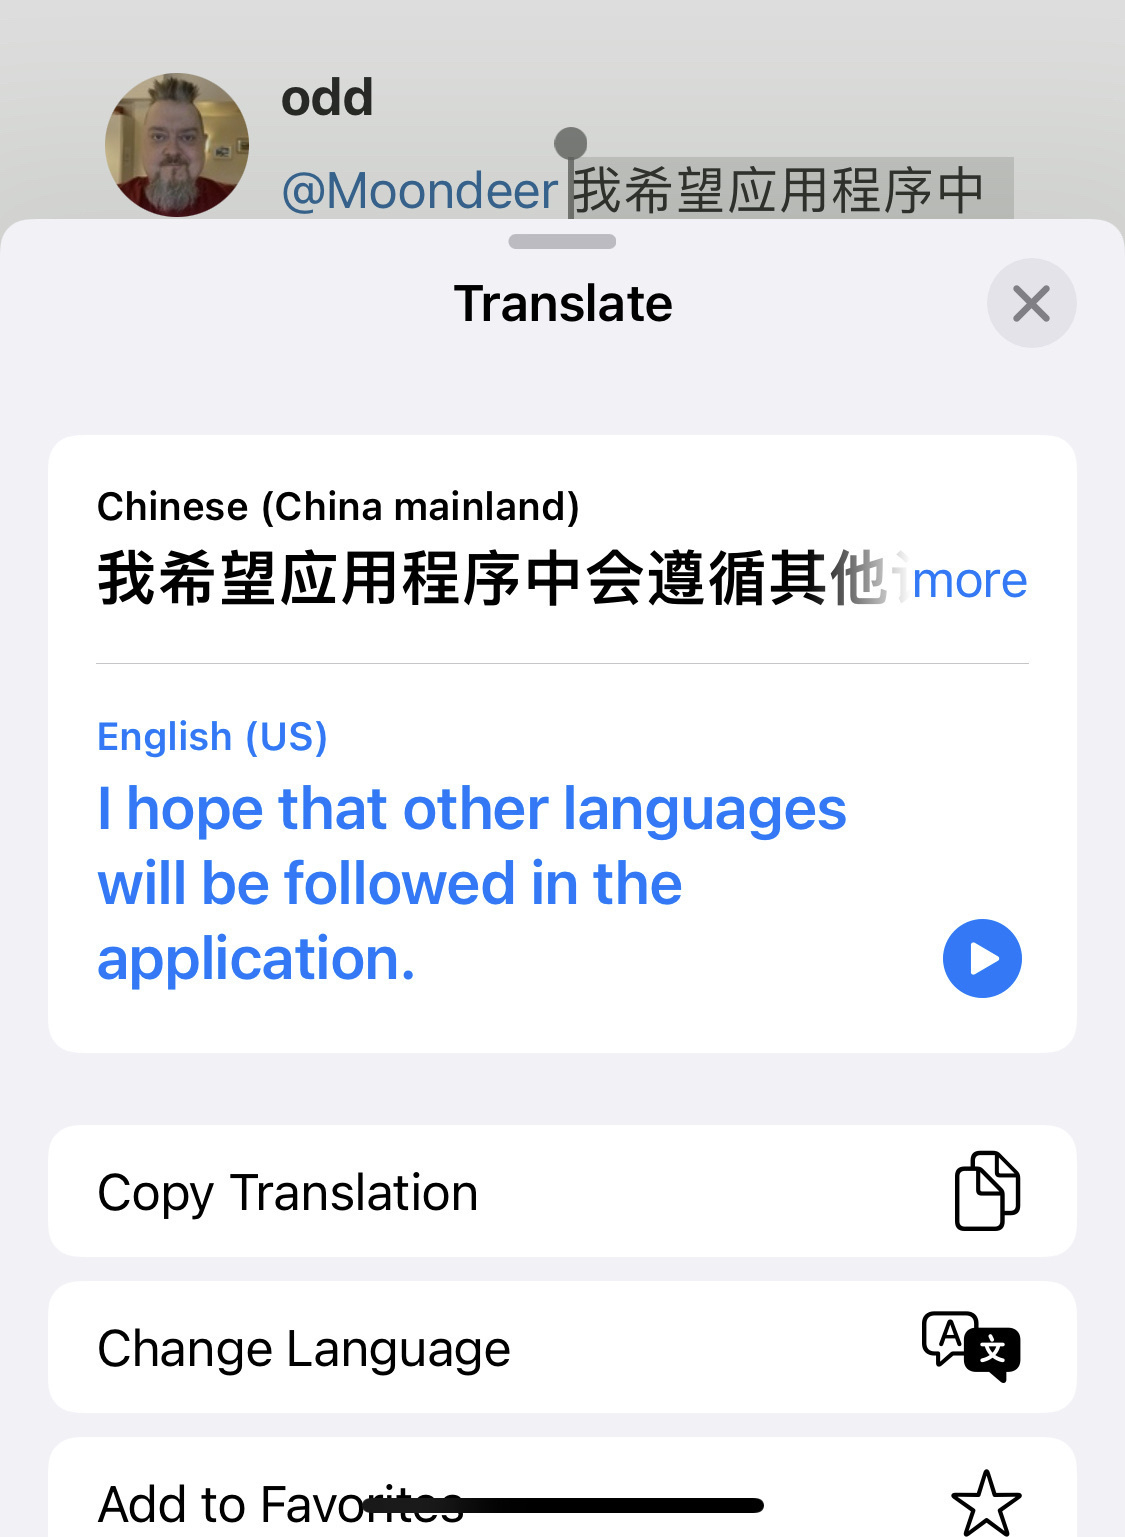 odd
@Moondeer 我希望应用程序中
Translate
Chinese (China mainland)
我希望应用程序中会遵循其他 more
English (US)
I hope that other languages
will be followed in the
application.
Copy Translation
Change Language
A 文
Add to Favorites